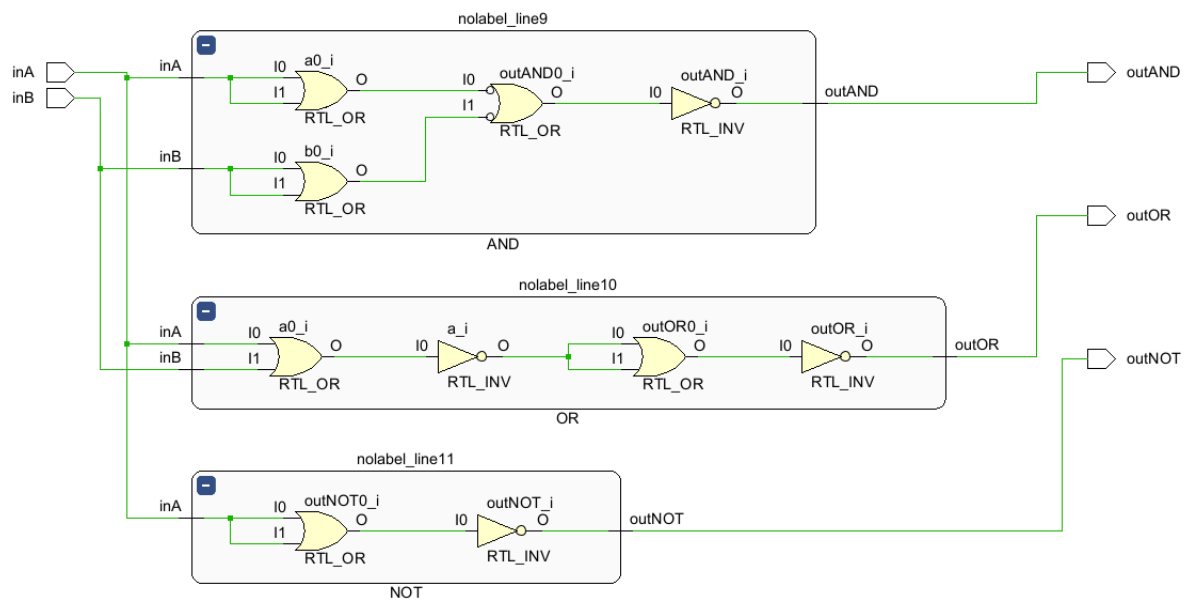 nolabel_line9
inA
inB
inA
I0
I1
a0_i
O
RTL_OR
I0
I1
outAND0_i
O
RTL_OR
I0
outAND_i
O
RTL_INV
outAND
outAND
inB
I0
I1
b0_i
O
RTL_OR
AND
outOR
nolabel_line10
inA
inB
I0
I1
a0_i
O
RTL_OR
I0
a_i
O
RTL_INV
I0
I1
outOR0_i
O
RTL_OR
I0
outOR_i
O
RTL_INV
outOR
outNOT
OR
nolabel_line11
inA
I0
I1
outNOT0_i
O
RTL_OR
I0
outNOT_i
O
RTL_INV
outNOT
NOT